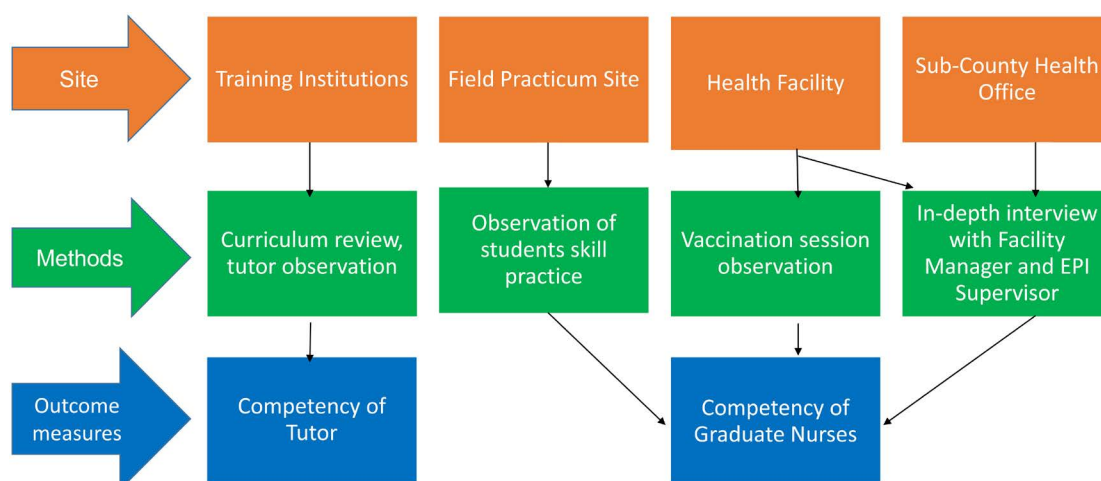 Site
Training Institutions
Field Practicum Site
Health Facility
Sub-County Health
Office
Methods
Curriculum review,
tutor observation
Observation of
students skill
practice
Vaccination session
observation
In-depth interview
with Facility
Manager and EPI
Supervisor
Outcome
measures
Competency of
Tutor
Competency of
Graduate Nurses